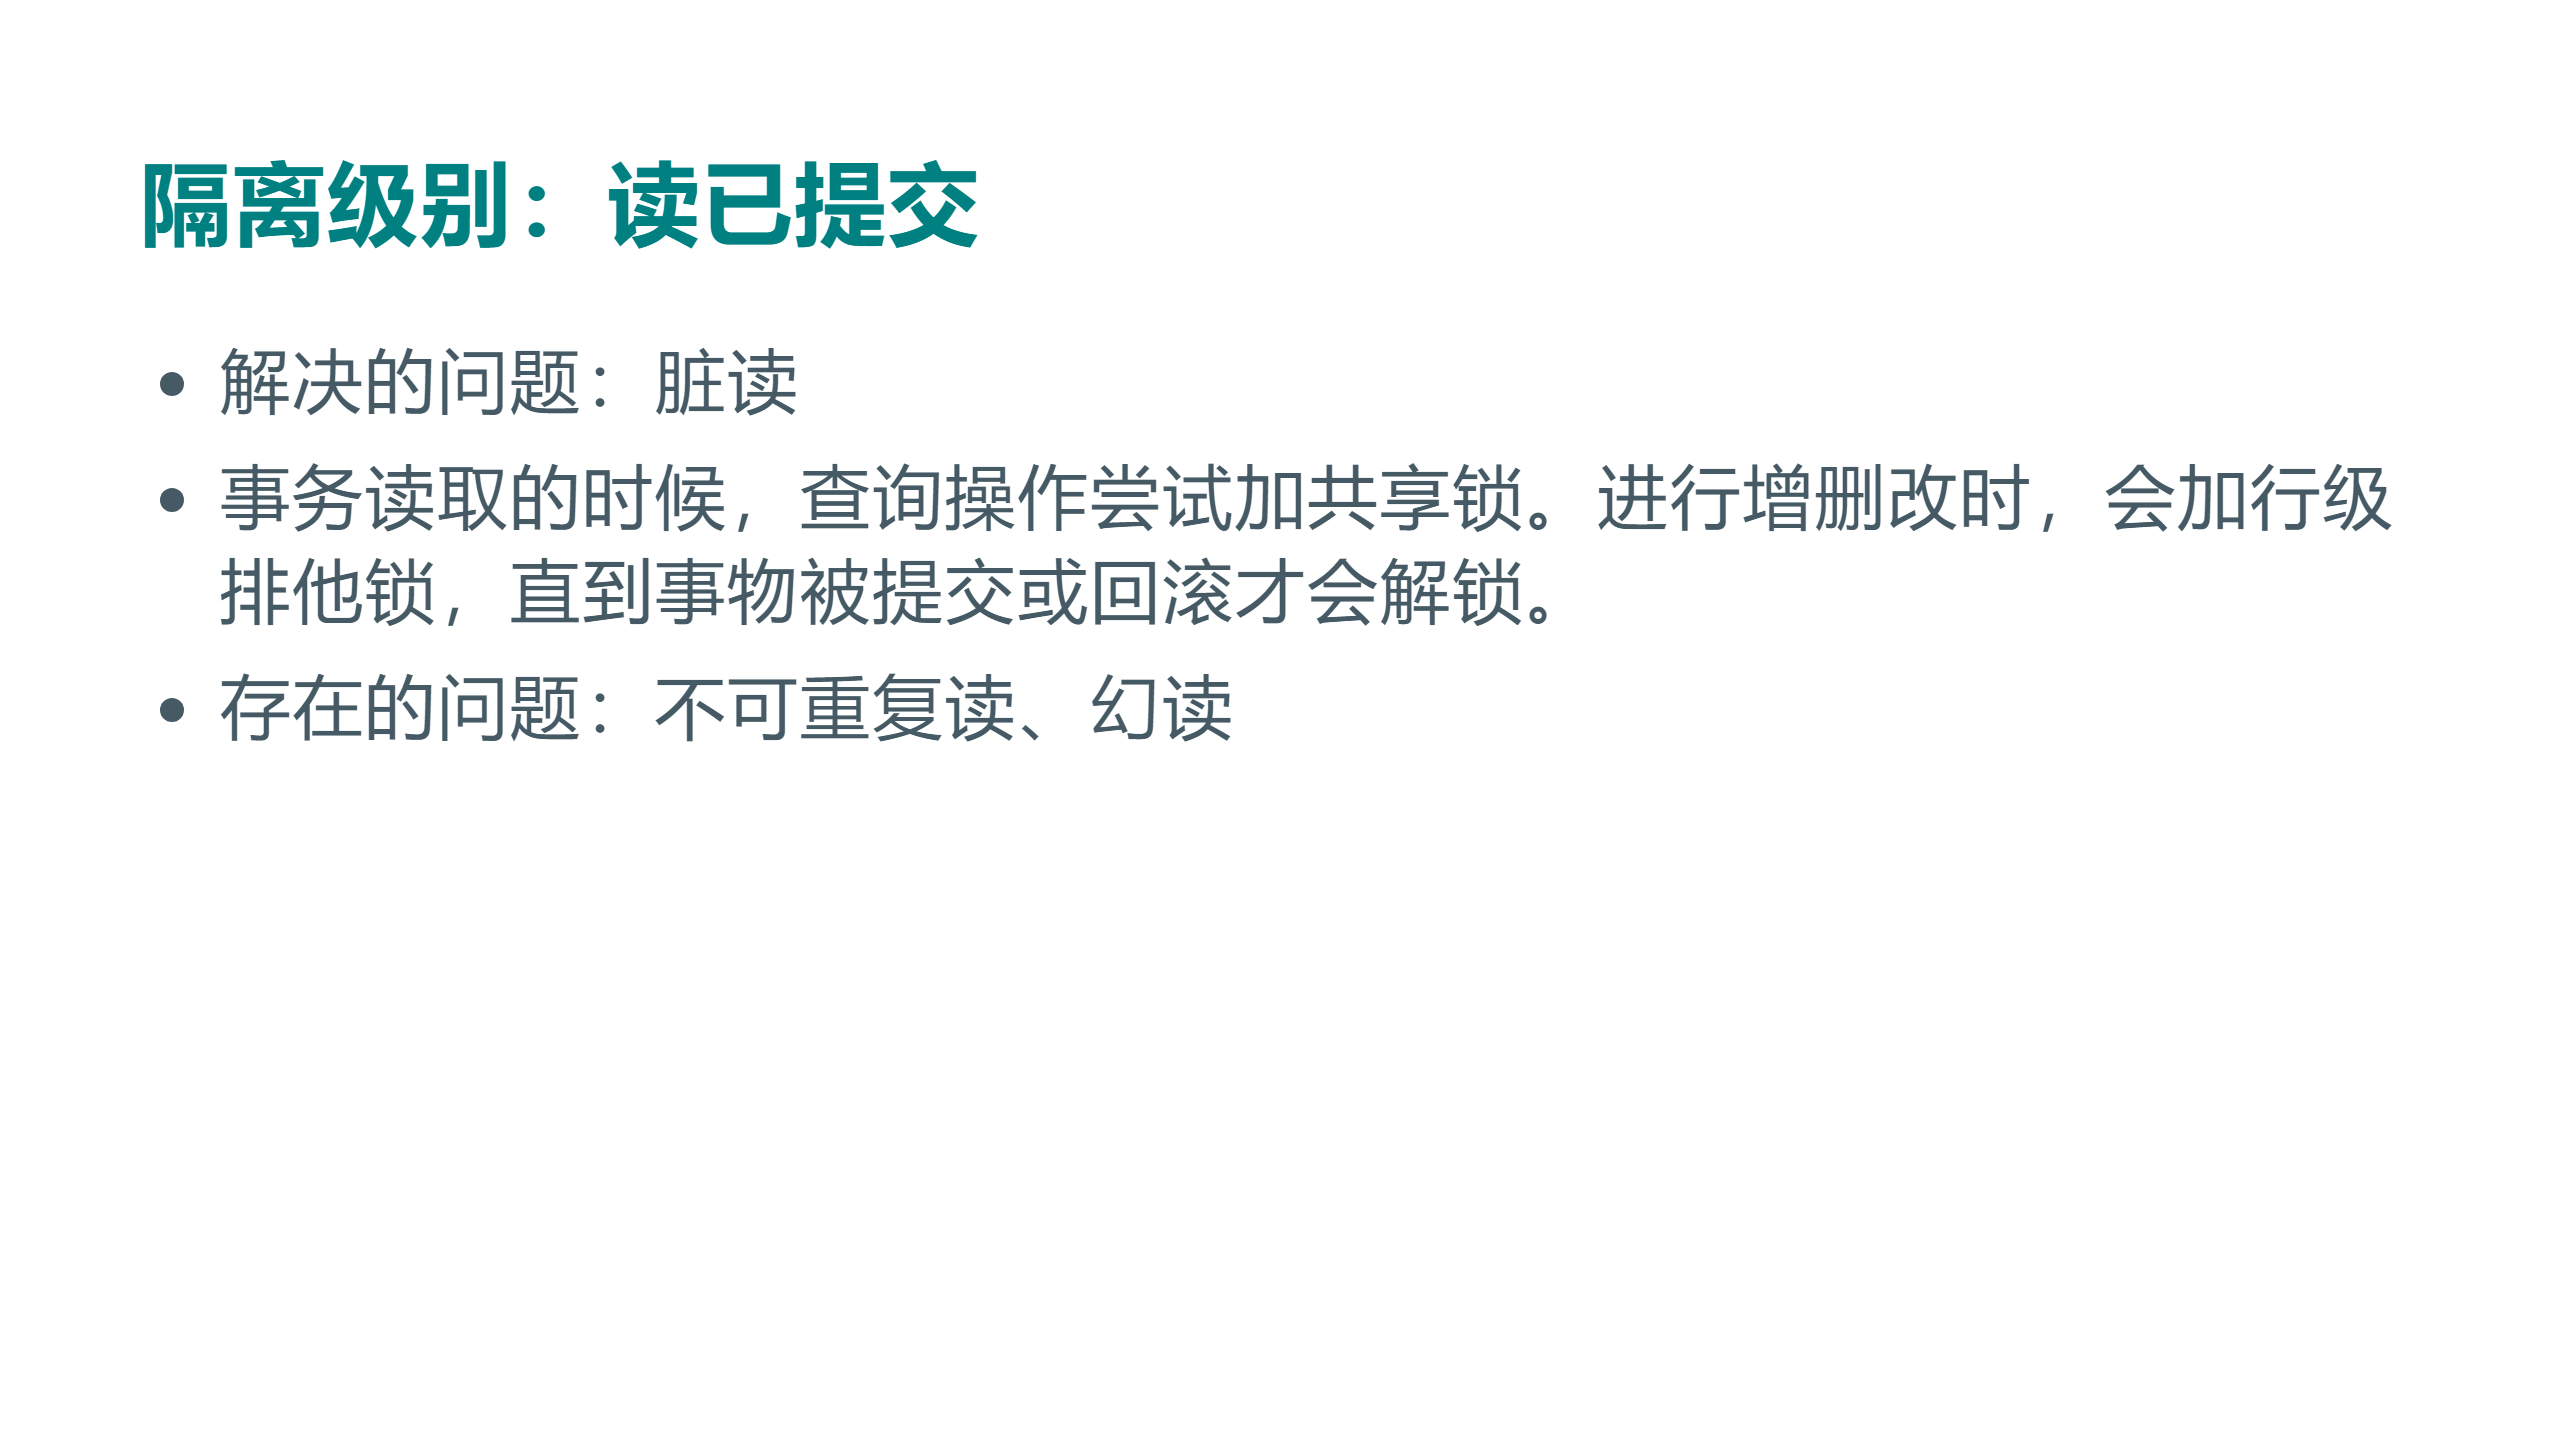 隔离级别：读已提交
• 解决的问题：脏读
• 事务读取的时候，查询操作尝试加共享锁。进行增删改时，会加行级
排他锁，直到事物被提交或回滚才会解锁。
• 存在的问题：不可重复读、幻读